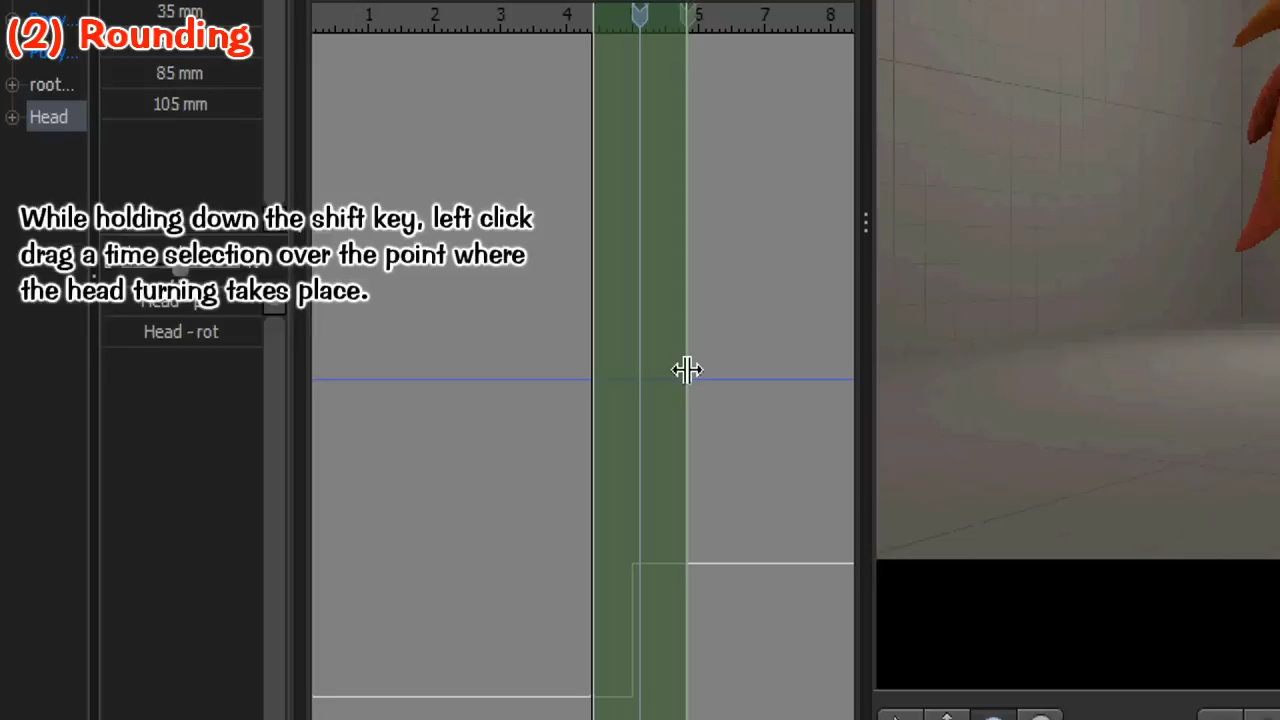 35 mm
1 2 3 4 5 6 7 8
(2) Rounding
85 mm
root...
105 mm
Head
While holding down the shift key, left click
drag a time selection over the point where
the head turning takes place.
Head - rot